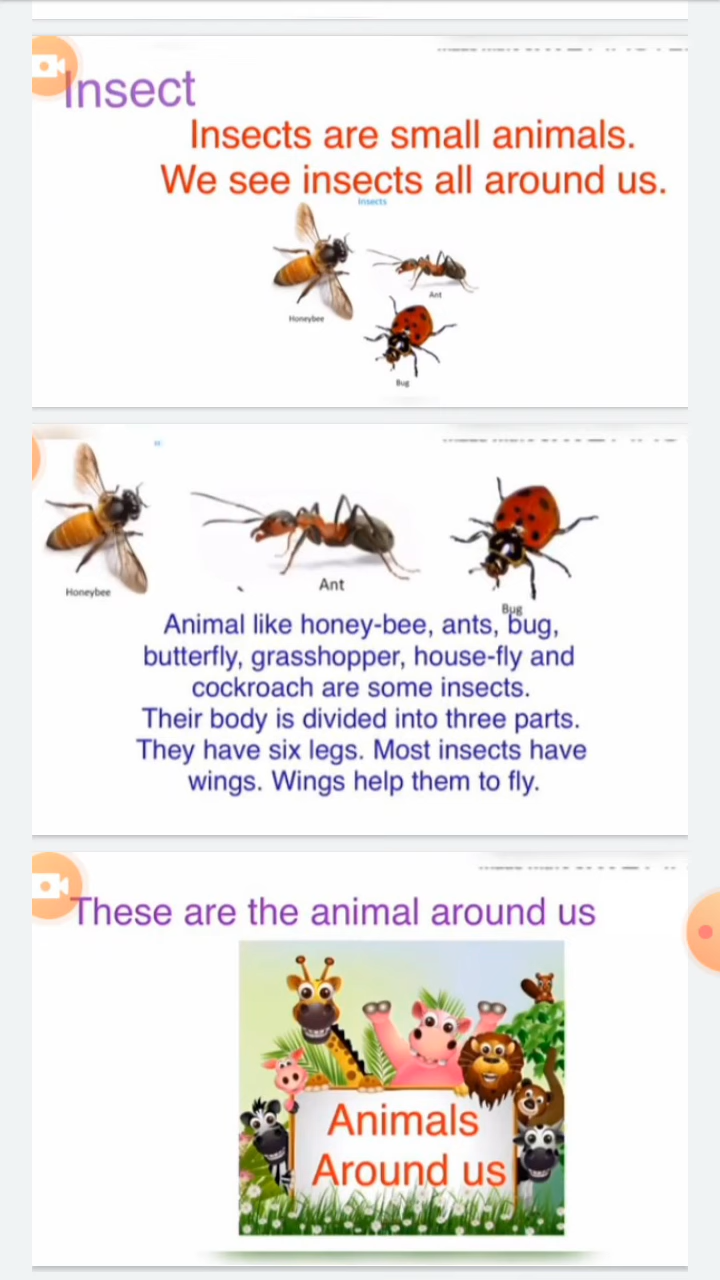 Insect
Insects are small animals.
We see insects all around us.
Insects
Honeybee
Ant
Bug
Honeybee
Ant
Bug
Animal like honey-bee, ants, bug,
butterfly, grasshopper, house-fly and
cockroach are some insects.
Their body is divided into three parts.
They have six legs. Most insects have
wings. Wings help them to fly.
These are the animal around us
Animals
Around us